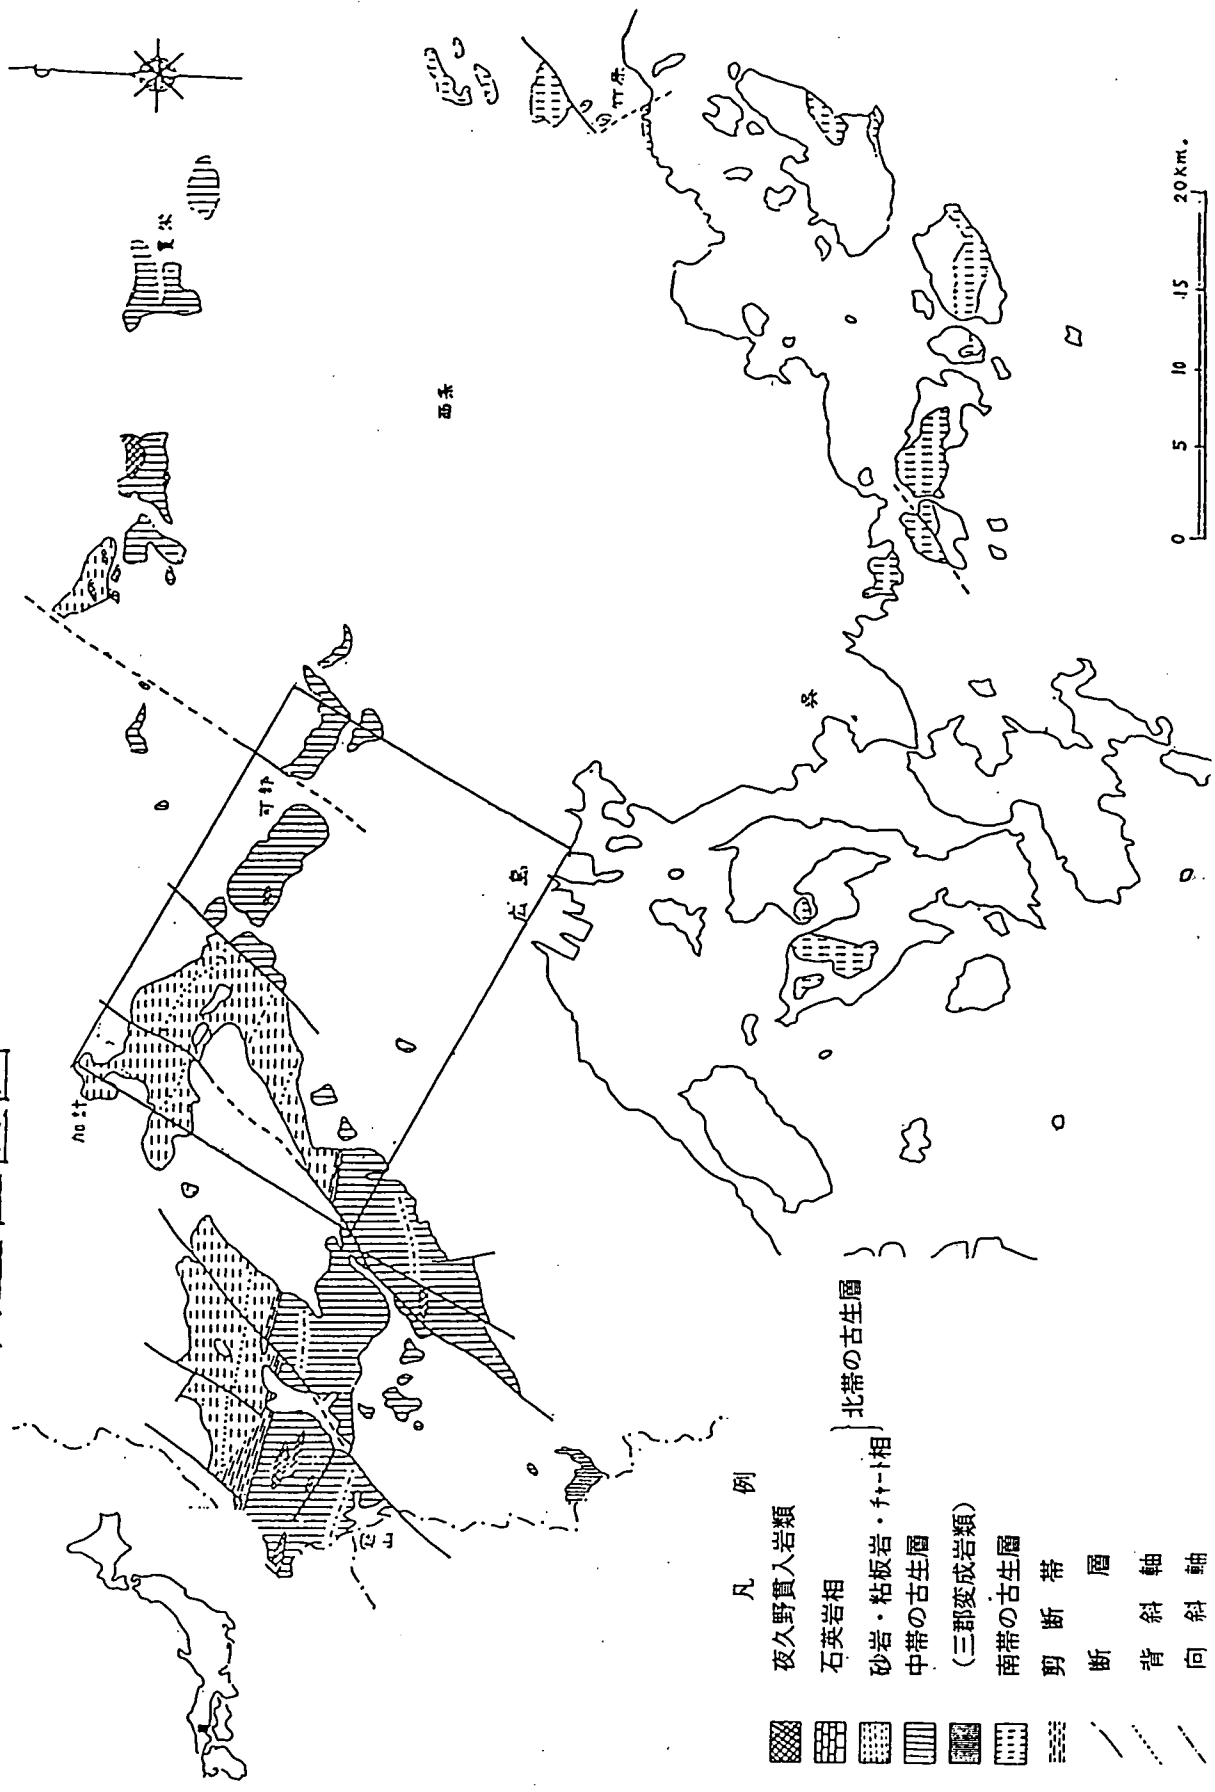 凡例
夜久野貫入岩類
石英岩相
砂岩・粘板岩・チャート相
北帯の古生層
中帯の古生層
(三郡変成岩類)
南帯の古生層
剪断帯
断層
背斜軸
向斜軸
加計
可部
広島
呉
西条
0 5 10 15 20km.